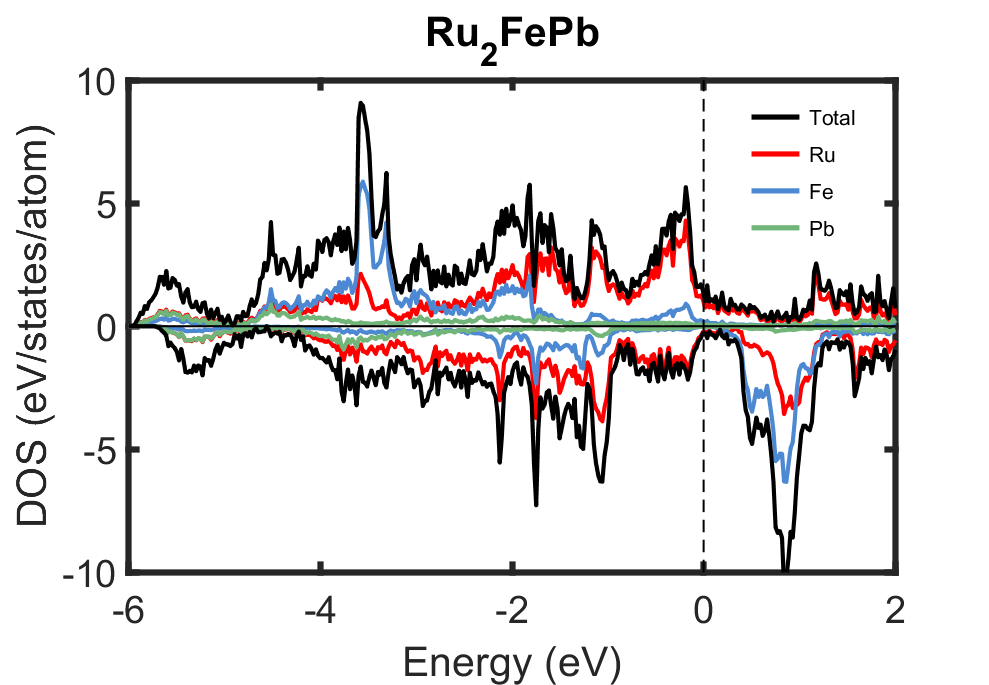 Ru2FePb
DOS (eV/states/atom)
10
5
0
-5
-10
Total
Ru
Fe
Pb
-6 -4 -2 0 2
Energy (eV)